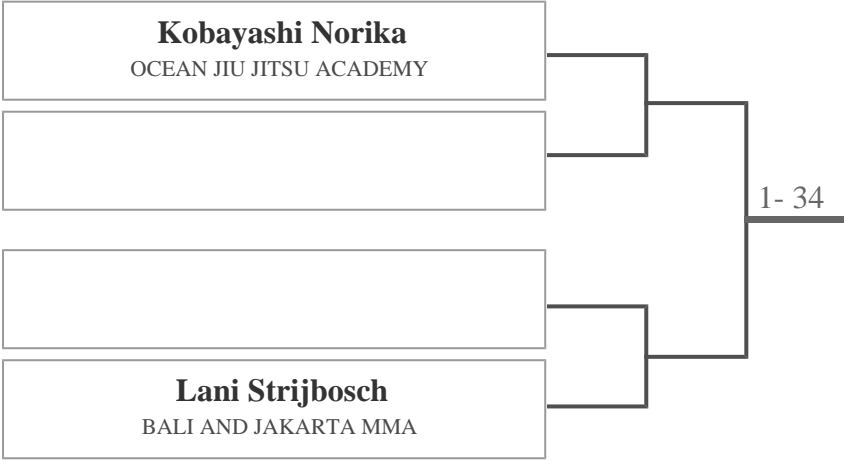 Kobayashi Norika
OCEAN JIU JITSU ACADEMY
1- 34
Lani Strijbosch
BALI AND JAKARTA MMA